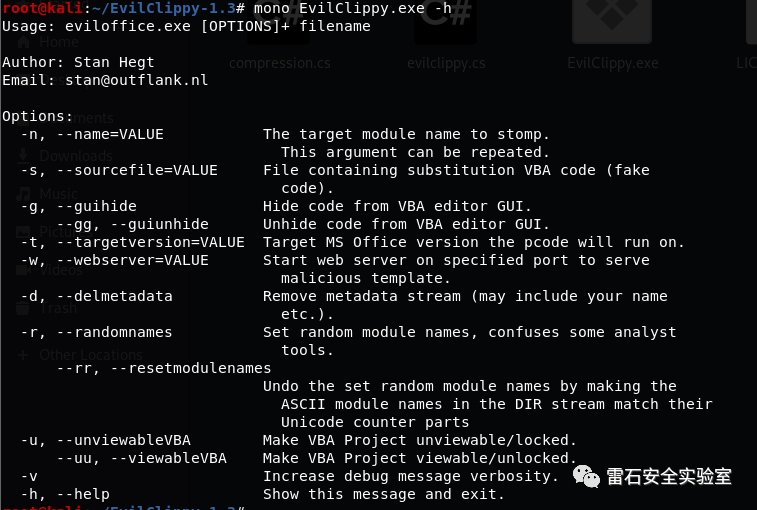 root@kali:~/EvilClippy-1.3# mono EvilClippy.exe -h
Usage: eviloffice.exe [OPTIONS]+ filename
Home
compression.cs
evilclippy.cs
EvilClippy.exe
LIC
Author: Stan Hegt
Email: stan@outflank.nl
Options:
-n, --name=VALUE The target module name to stomp.
This argument can be repeated.
Downloads
-s, --sourcefile=VALUE File containing substitution VBA code (fake
code).
Music
-g, --guihide Hide code from VBA editor GUI.
--gg, --guiunhide Unhide code from VBA editor GUI.
-t, --targetversion=VALUE Target MS Office version the pcode will run on.
-w, --webserver=VALUE Start web server on specified port to serve
malicious template.
Videos
-d, --delmetadata Remove metadata stream (may include your name
etc.).
Trash
-r, --randomnames Set random module names, confuses some analyst
tools.
Other Locations
--rr, --resetmodulenames
Undo the set random module names by making the
ASCII module names in the DIR stream match their
Unicode counter parts
-u, --unviewableVBA Make VBA Project unviewable/locked.
--uu, --viewableVBA Make VBA Project viewable/unlocked.
-v Increase debug message verbosity.
-h, --help Show this message and exit.
雷石安全实验室
root@kali:~/EvilClippy-1.3#